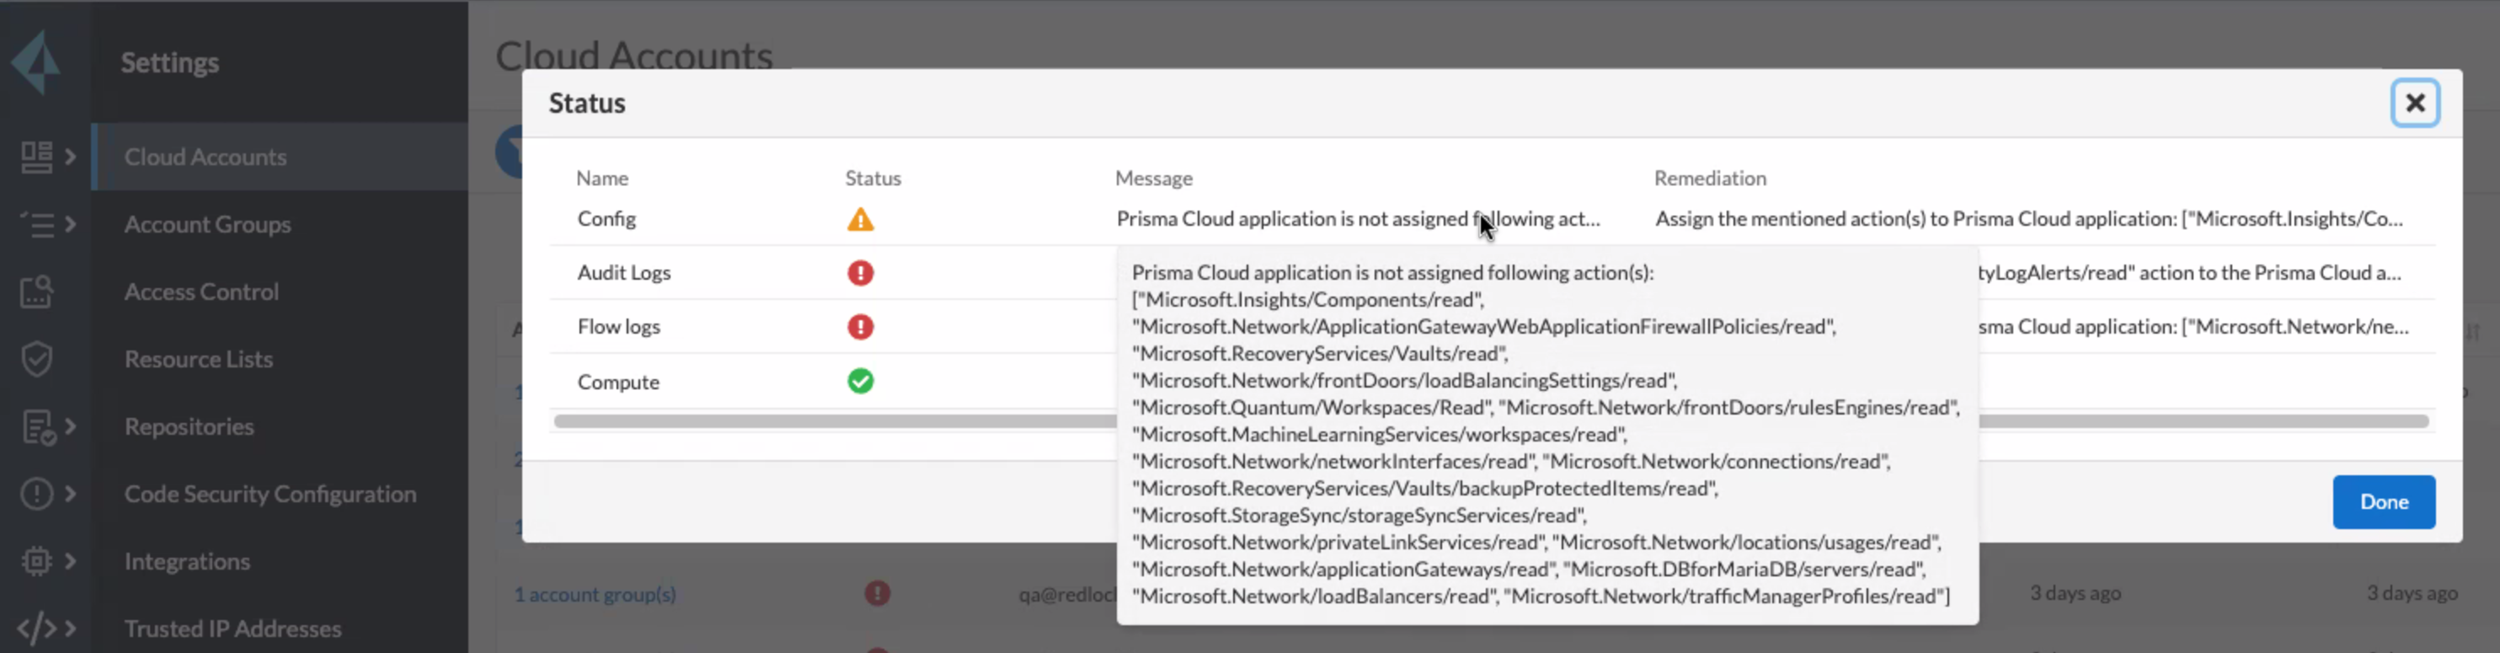 Settings
Cloud Accounts
Account Groups
Access Control
Resource Lists
Repositories
Code Security Configuration
Integrations
Trusted IP Addresses
Cloud Accounts
Status
Name Status Message Remediation
Config Prisma Cloud application is not assigned following act... Assign the mentioned action(s) to Prisma Cloud application: ["Microsoft.Insights/Co...
Audit Logs tyLogAlerts/read" action to the Prisma Cloud a...
Flow logs sma Cloud application: ["Microsoft.Network/ne...
Compute
Prisma Cloud application is not assigned following action(s):
["Microsoft.Insights/Components/read",
"Microsoft.Network/ApplicationGatewayWebApplicationFirewallPolicies/read",
"Microsoft.RecoveryServices/Vaults/read",
"Microsoft.Network/frontDoors/loadBalancingSettings/read",
"Microsoft.Quantum/Workspaces/Read", "Microsoft.Network/frontDoors/rulesEngines/read",
"Microsoft.MachineLearningServices/workspaces/read",
"Microsoft.Network/networkInterfaces/read", "Microsoft.Network/connections/read",
"Microsoft.RecoveryServices/Vaults/backupProtectedItems/read",
"Microsoft.StorageSync/storageSyncServices/read",
"Microsoft.Network/privateLinkServices/read", "Microsoft.Network/locations/usages/read",
"Microsoft.Network/applicationGateways/read", "Microsoft.DBforMariaDB/servers/read",
"Microsoft.Network/loadBalancers/read", "Microsoft.Network/trafficManagerProfiles/read"]
Done
1 account group(s) qa@redloc 3 days ago 3 days ago